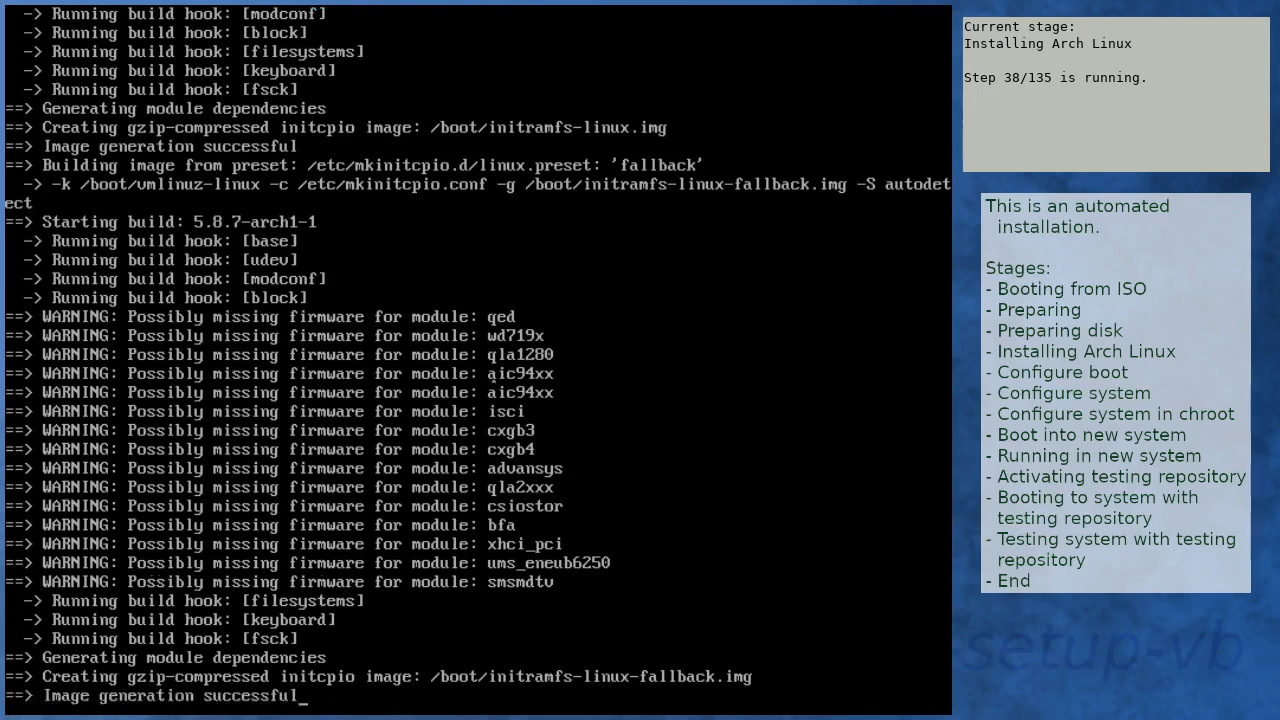 -> Running build hook: [modconf]
-> Running build hook: [block]
-> Running build hook: [filesystems]
-> Running build hook: [keyboard]
-> Running build hook: [fsck]
==> Generating module dependencies
==> Creating gzip-compressed initcpio image: /boot/initramfs-linux.img
==> Image generation successful
==> Building image from preset: /etc/mkinitcpio.d/linux.preset: 'fallback'
-> -k /boot/vmlinuz-linux -c /etc/mkinitcpio.conf -g /boot/initramfs-linux-fallback.img -S autodet
ect
==> Starting build: 5.8.7-arch1-1
-> Running build hook: [base]
-> Running build hook: [udev]
-> Running build hook: [modconf]
-> Running build hook: [block]
==> WARNING: Possibly missing firmware for module: qed
==> WARNING: Possibly missing firmware for module: wd719x
==> WARNING: Possibly missing firmware for module: qla1280
==> WARNING: Possibly missing firmware for module: aic94xx
==> WARNING: Possibly missing firmware for module: aic94xx
==> WARNING: Possibly missing firmware for module: isci
==> WARNING: Possibly missing firmware for module: cxgb3
==> WARNING: Possibly missing firmware for module: cxgb4
==> WARNING: Possibly missing firmware for module: advansys
==> WARNING: Possibly missing firmware for module: qla2xxx
==> WARNING: Possibly missing firmware for module: csiostor
==> WARNING: Possibly missing firmware for module: bfa
==> WARNING: Possibly missing firmware for module: xhci_pci
==> WARNING: Possibly missing firmware for module: ums_eneub6250
==> WARNING: Possibly missing firmware for module: smsmdtv
-> Running build hook: [filesystems]
-> Running build hook: [keyboard]
-> Running build hook: [fsck]
==> Generating module dependencies
==> Creating gzip-compressed initcpio image: /boot/initramfs-linux-fallback.img
==> Image generation successful_
Current stage:
Installing Arch Linux
Step 38/135 is running.
This is an automated
installation.
Stages:
- Booting from ISO
- Preparing
- Preparing disk
- Installing Arch Linux
- Configure boot
- Configure system
- Configure system in chroot
- Boot into new system
- Running in new system
- Activating testing repository
- Booting to system with
testing repository
- Testing system with testing
repository
- End
setup-vb